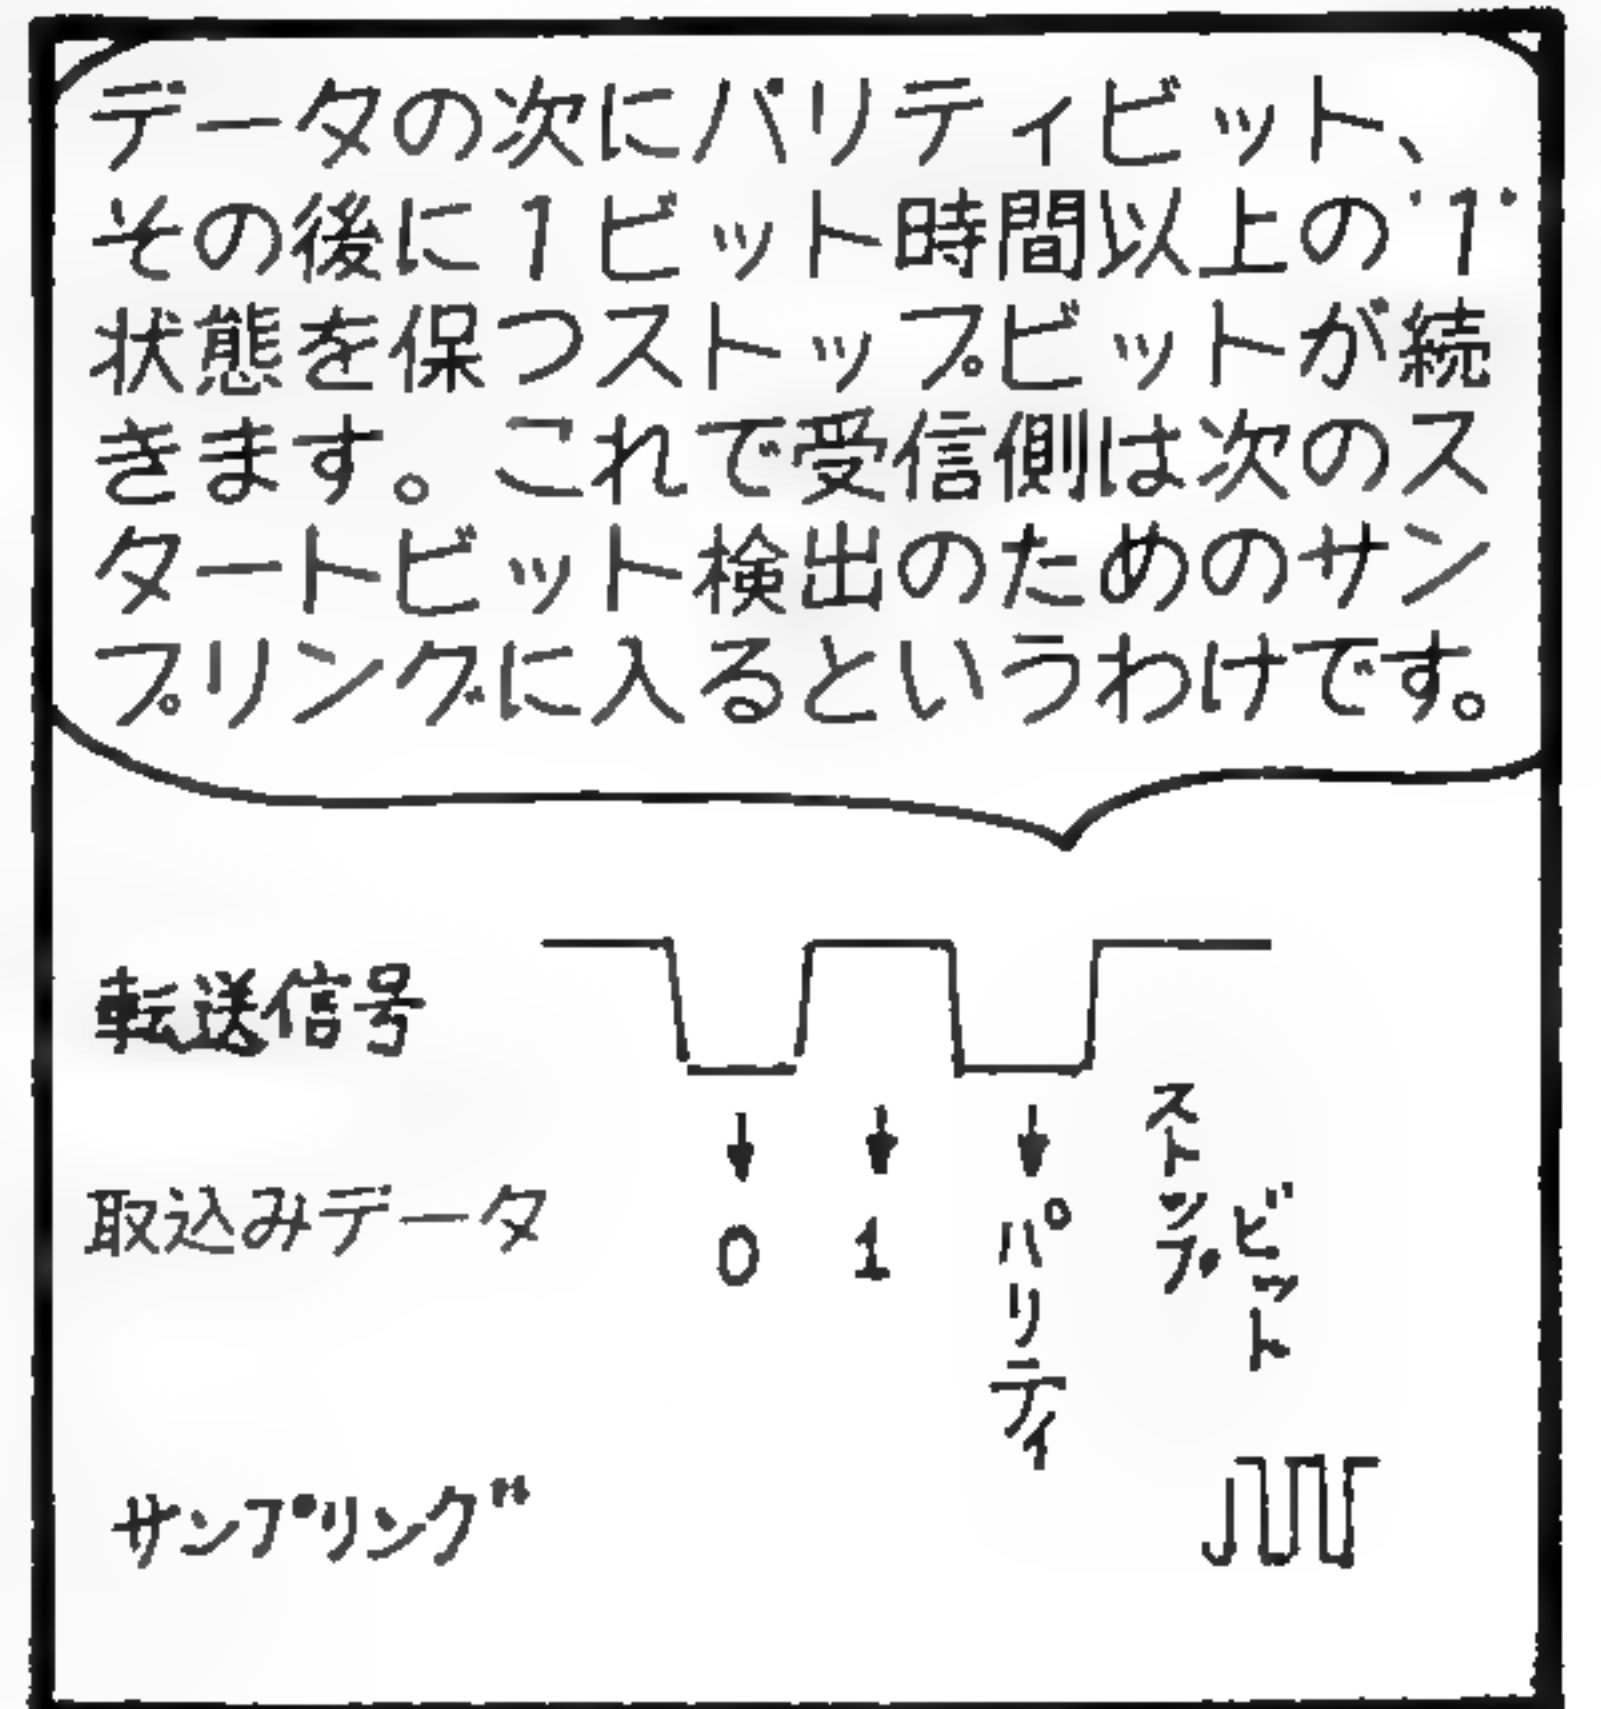 データの次にパリティビット、
その後に1ビット時間以上の'1'
状態を保つストップビットが続
きます。これで受信側は次のス
タートビット検出のためのサン
プリングに入るというわけです。
転送信号
取込みデータ
0 1 パリティ
ストップ
ビット
サンプリング